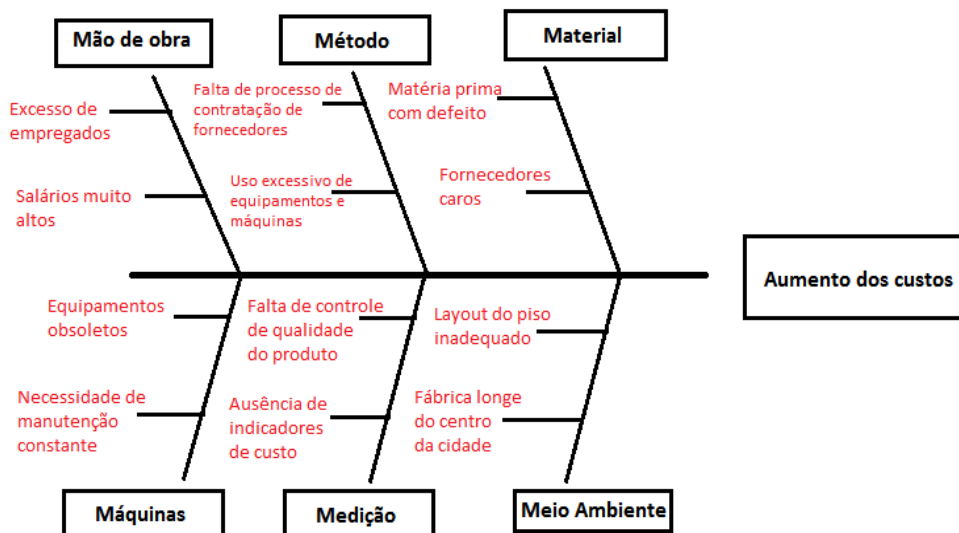 Mão de obra
Método
Material
Excesso de
empregados
Salários muito
altos
Falta de processo de
contratação de
fornecedores
Uso excessivo de
equipamentos e
máquinas
Matéria prima
com defeito
Fornecedores
caros
Aumento dos custos
Equipamentos
obsoletos
Necessidade de
manutenção
constante
Falta de controle
de qualidade
do produto
Ausência de
indicadores
de custo
Layout do piso
inadequado
Fábrica longe
do centro
da cidade
Máquinas
Medição
Meio Ambiente